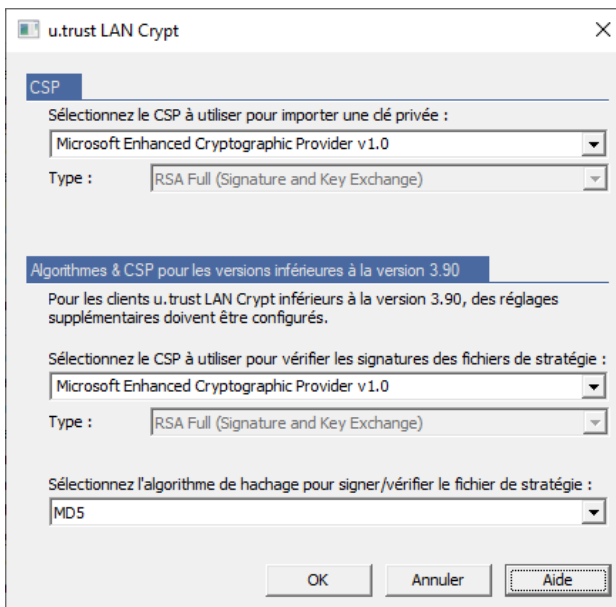 u.trust LAN Crypt
CSP
Sélectionnez le CSP à utiliser pour importer une clé privée :
Microsoft Enhanced Cryptographic Provider v1.0
Type :
RSA Full (Signature and Key Exchange)
Algorithmes & CSP pour les versions inférieures à la version 3.90
Pour les clients u.trust LAN Crypt inférieurs à la version 3.90, des réglages
supplémentaires doivent être configurés.
Sélectionnez le CSP à utiliser pour vérifier les signatures des fichiers de stratégie :
Microsoft Enhanced Cryptographic Provider v1.0
Type :
RSA Full (Signature and Key Exchange)
Sélectionnez l'algorithme de hachage pour signer/vérifier le fichier de stratégie :
MD5
OK
Annuler
Aide